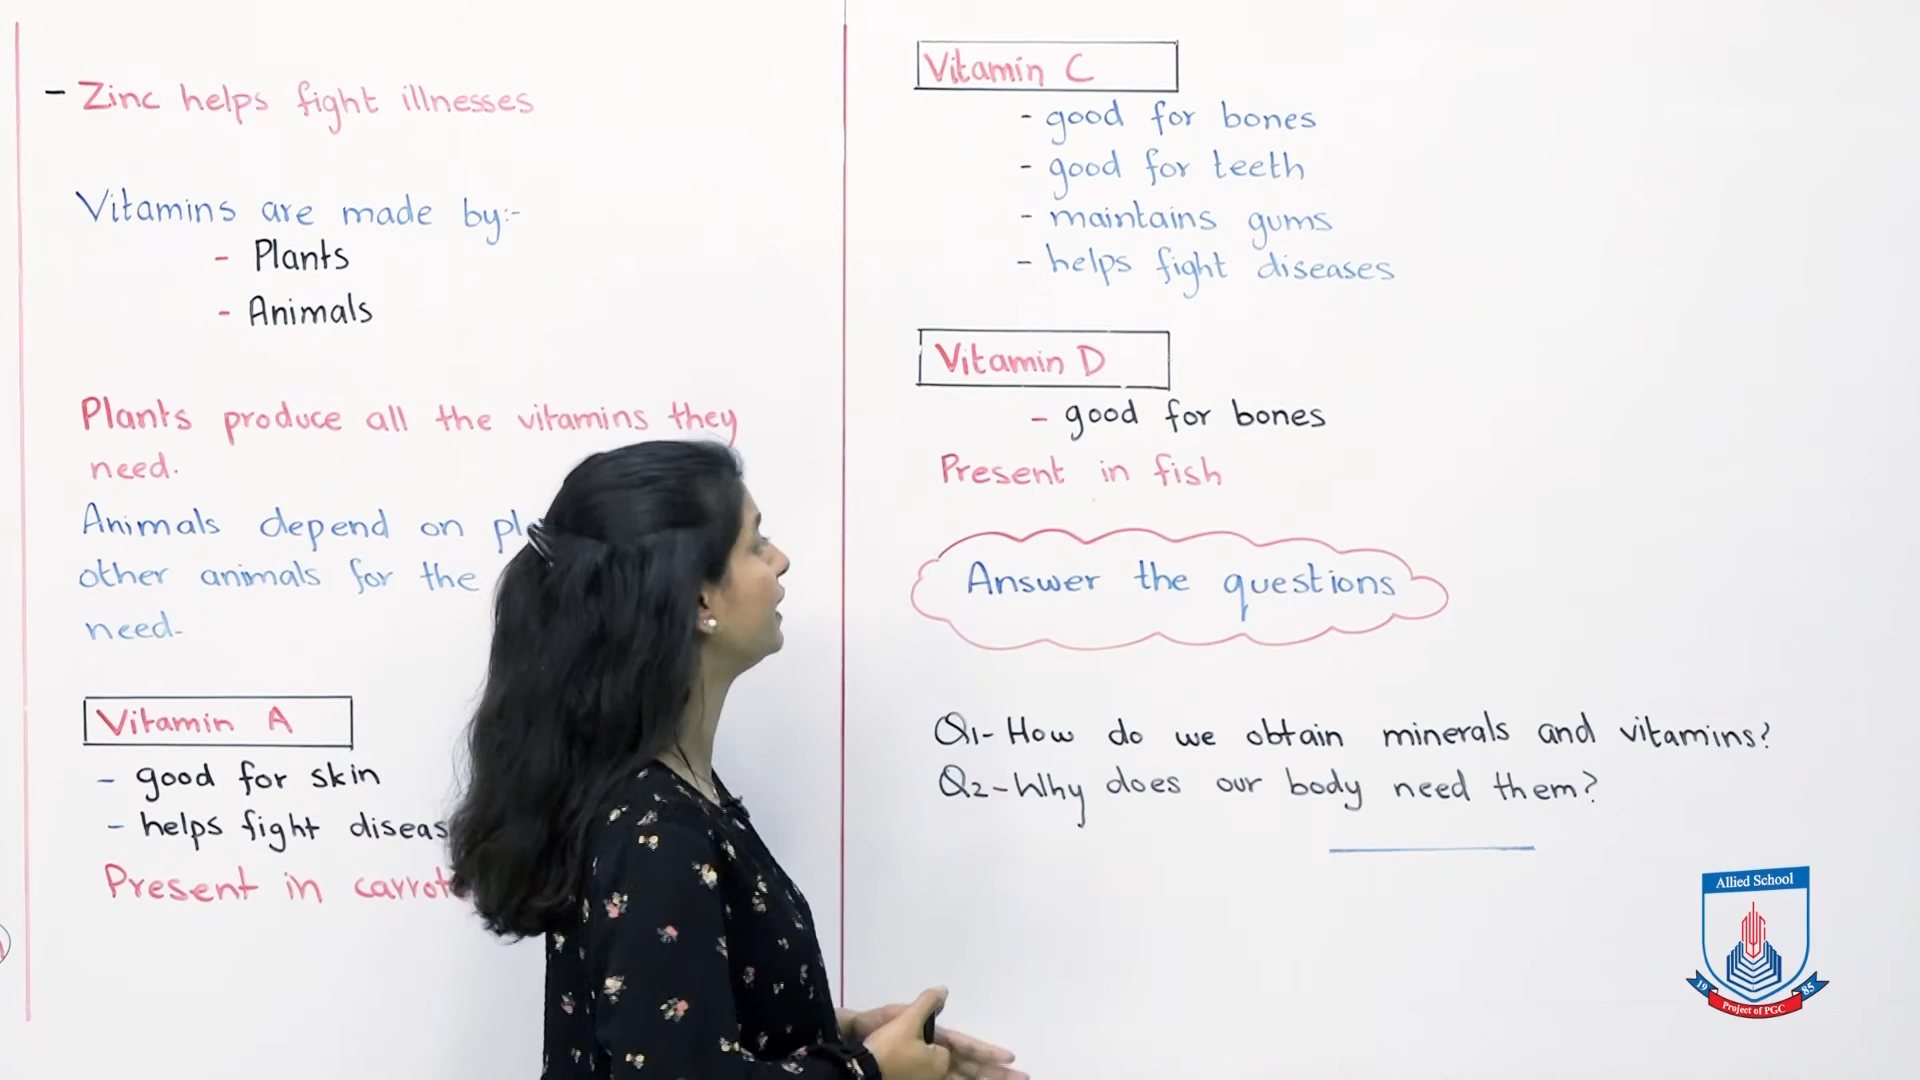 - Zinc helps fight illnesses
Vitamins are made by:-
- Plants
- Animals
Plants produce all the vitamins they
need.
Animals depend on
other animals for the
need.
Vitamin A
- good for skin
- helps fight
Present in
Vitamin C
- good for bones
- good for teeth
- maintains gums
- helps fight diseases
Vitamin D
- good for bones
Present in fish
Answer the questions
Q1- How do we obtain minerals and vitamins?
Q2- Why does our body need them?
Allied School
19 85
Project of PGC